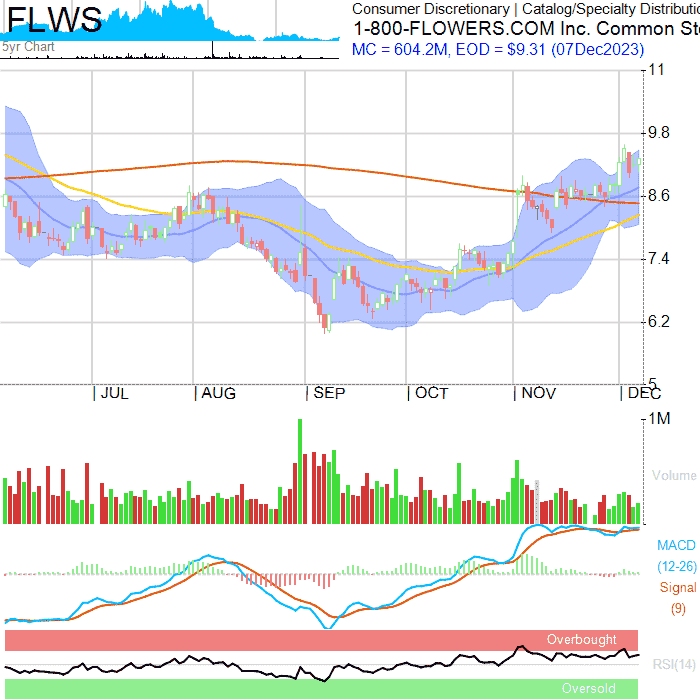 FLWS
5yr Chart
Consumer Discretionary | Catalog/Specialty Distributio
1-800-FLOWERS.COM Inc. Common Sto
MC = 604.2M, EOD = $9.31 (07Dec2023)
11
9.8
8.6
7.4
6.2
5
JUL AUG SEP OCT NOV DEC
1M
Volume
MACD
(12-26)
Signal
(9)
Overbought
RSI(14)
Oversold